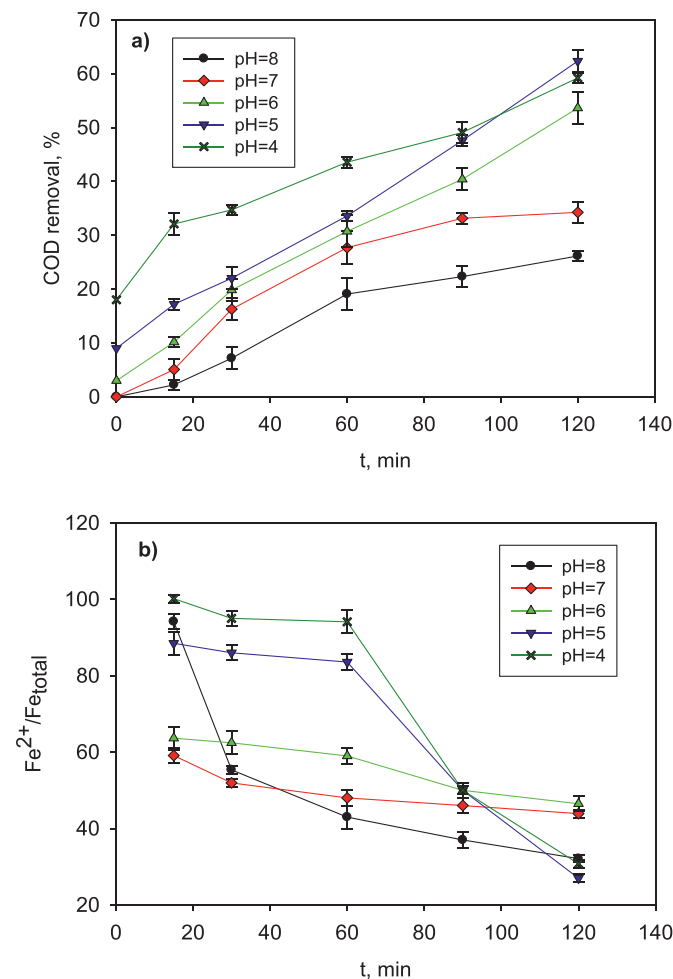 a)
pH=8
pH=7
pH=6
pH=5
pH=4
COD removal, %
70
60
50
40
30
20
10
0
0 20 40 60 80 100 120 140
t, min
b)
pH=8
pH=7
pH=6
pH=5
pH=4
Fe2+/Fetotal
120
100
80
60
40
20
0 20 40 60 80 100 120 140
t, min